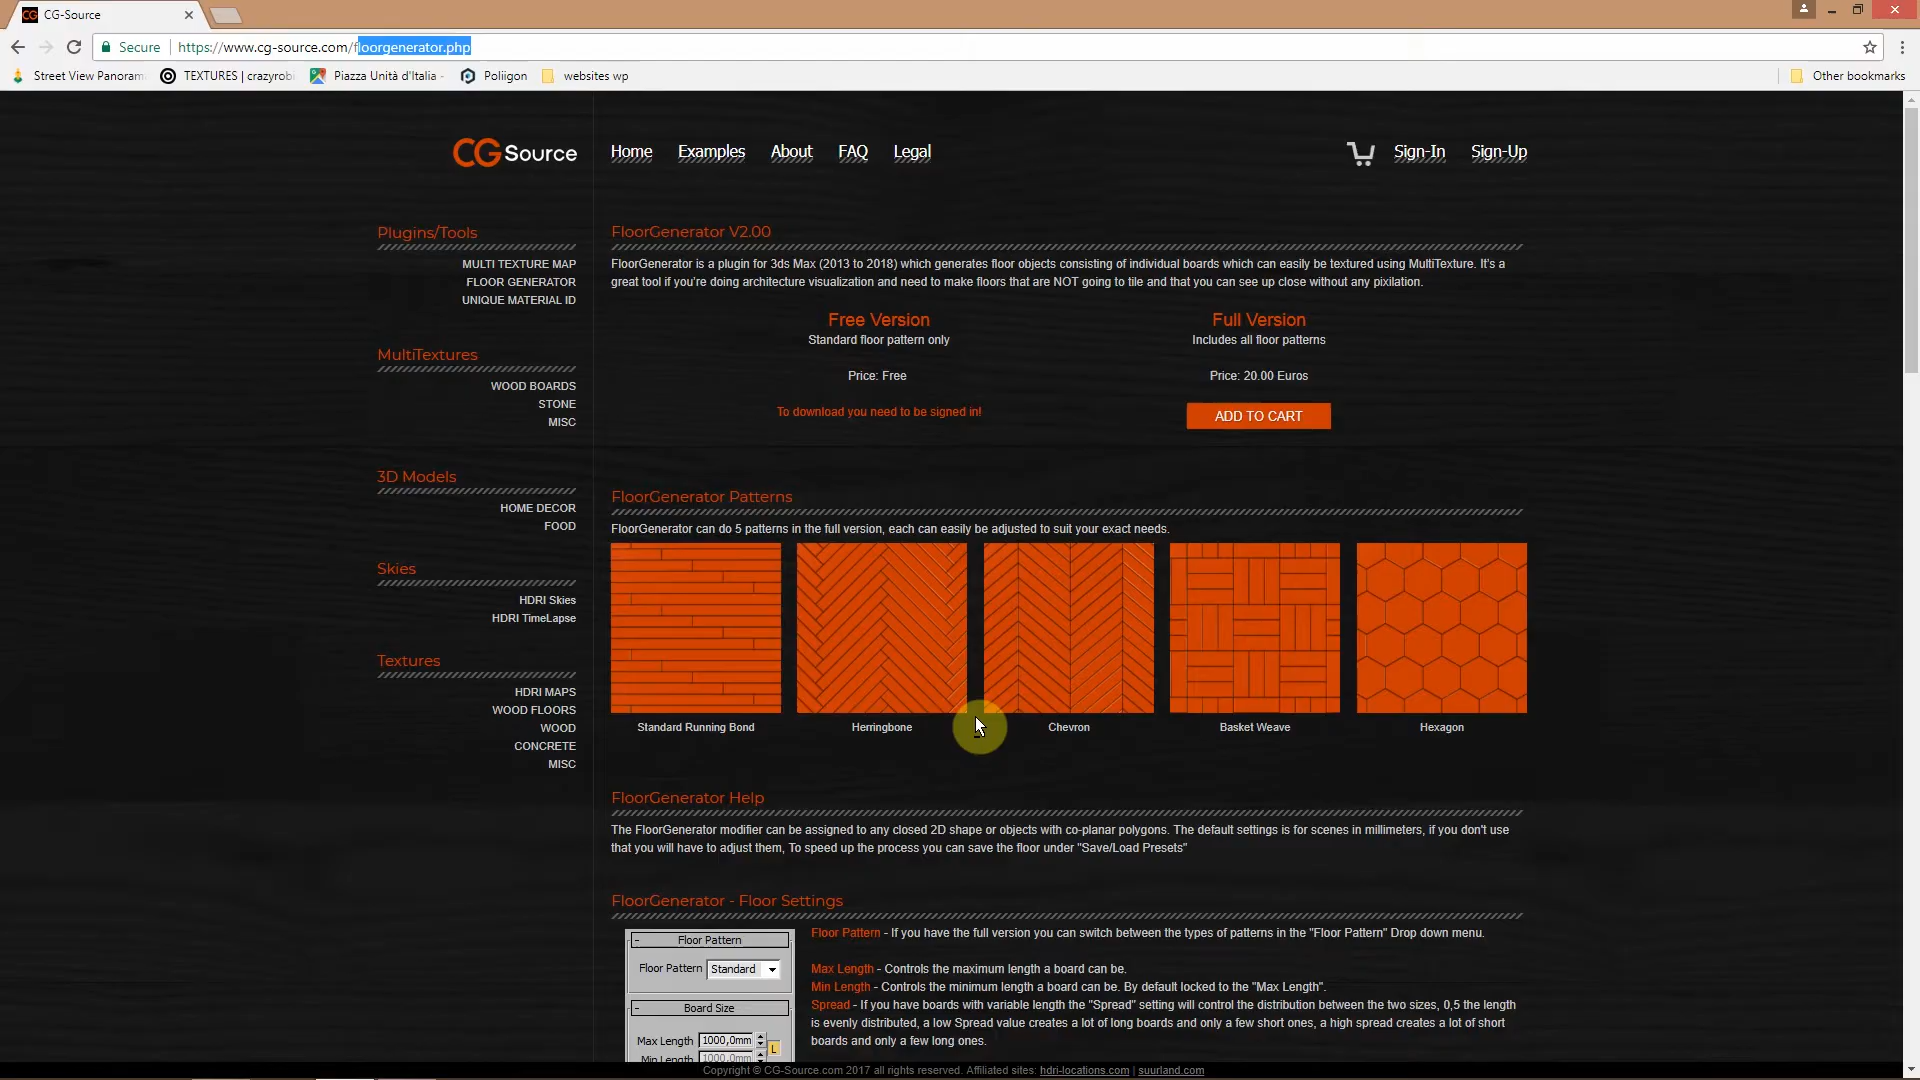 CG CG-Source
Secure https://www.cg-source.com/floorgenerator.php
Street View Panoram TEXTURES | crazyrob Piazza Unità d'Italia - Poliigon websites wp Other bookmarks
CG Source Home Examples About FAQ Legal Sign-In Sign-Up
Plugins/Tools
MULTI TEXTURE MAP
FLOOR GENERATOR
UNIQUE MATERIAL ID
MultiTextures
WOOD BOARDS
STONE
MISC
3D Models
HOME DECOR
FOOD
Skies
HDRI Skies
HDRI TimeLapse
Textures
HDRI MAPS
WOOD FLOORS
WOOD
CONCRETE
MISC
FloorGenerator V2.00
FloorGenerator is a plugin for 3ds Max (2013 to 2018) which generates floor objects consisting of individual boards which can easily be textured using MultiTexture. It's a
great tool if you're doing architecture visualization and need to make floors that are NOT going to tile and that you can see up close without any pixilation.
Free Version
Standard floor pattern only
Price: Free
To download you need to be signed in!
Full Version
Includes all floor patterns
Price: 20.00 Euros
ADD TO CART
FloorGenerator Patterns
FloorGenerator can do 5 patterns in the full version, each can easily be adjusted to suit your exact needs.
Standard Running Bond Herringbone Chevron Basket Weave Hexagon
FloorGenerator Help
The FloorGenerator modifier can be assigned to any closed 2D shape or objects with co-planar polygons. The default settings is for scenes in millimeters, if you don't use
that you will have to adjust them, To speed up the process you can save the floor under "Save/Load Presets"
FloorGenerator - Floor Settings
Floor Pattern
Floor Pattern Standard
Board Size
Max Length 1000,0mm L
Min Length 1000,0mm
Floor Pattern - If you have the full version you can switch between the types of patterns in the "Floor Pattern" Drop down menu.
Max Length - Controls the maximum length a board can be.
Min Length - Controls the minimum length a board can be. By default locked to the "Max Length".
Spread - If you have boards with variable length the "Spread" setting will control the distribution between the two sizes, 0,5 the length
is evenly distributed, a low Spread value creates a lot of long boards and only a few short ones, a high spread creates a lot of short
boards and only a few long ones.
Copyright © CG-Source.com 2017 all rights reserved. Affiliated sites: hdri-locations.com | suurland.com